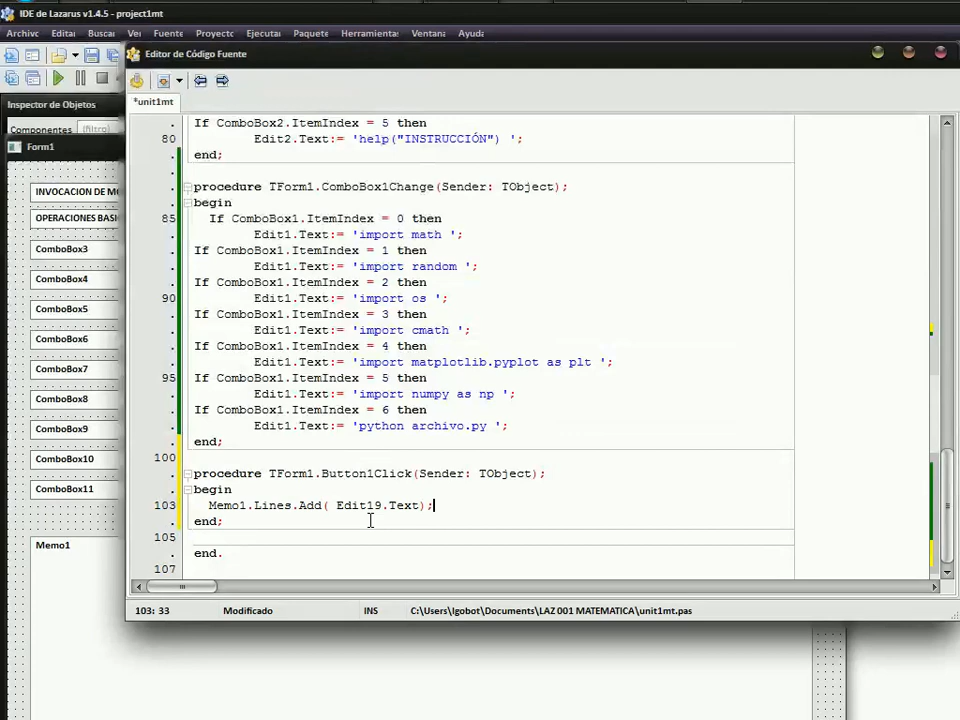 IDE de Lazarus v1.4.5 - project1mt
Archivo Editar Buscar Ver Fuente Proyecto Ejecutar Paquete Herramientas Ventana Ayuda
Editor de Código Fuente
Inspector de Objetos
*unit1mt
Componentes (filtro)
Form1
INVOCACION DE MO
OPERACIONES BASIC
ComboBox3
ComboBox4
ComboBox5
ComboBox6
ComboBox7
ComboBox8
ComboBox9
ComboBox10
ComboBox11
Memo1
. If ComboBox2.ItemIndex = 5 then
80 Edit2.Text:= 'help("INSTRUCCIÓN") ';
. end;
.
. procedure TForm1.ComboBox1Change(Sender: TObject);
. begin
85 If ComboBox1.ItemIndex = 0 then
. Edit1.Text:= 'import math ';
. If ComboBox1.ItemIndex = 1 then
. Edit1.Text:= 'import random ';
. If ComboBox1.ItemIndex = 2 then
90 Edit1.Text:= 'import os ';
. If ComboBox1.ItemIndex = 3 then
. Edit1.Text:= 'import cmath ';
. If ComboBox1.ItemIndex = 4 then
. Edit1.Text:= 'import matplotlib.pyplot as plt ';
95 If ComboBox1.ItemIndex = 5 then
. Edit1.Text:= 'import numpy as np ';
. If ComboBox1.ItemIndex = 6 then
. Edit1.Text:= 'python archivo.py ';
. end;
100
. procedure TForm1.Button1Click(Sender: TObject);
. begin
103 Memo1.Lines.Add( Edit19.Text);
. end;
105
. end.
107
103: 33 Modificado INS C:\Users\Igobot\Documents\LAZ 001 MATEMATICA\unit1mt.pas